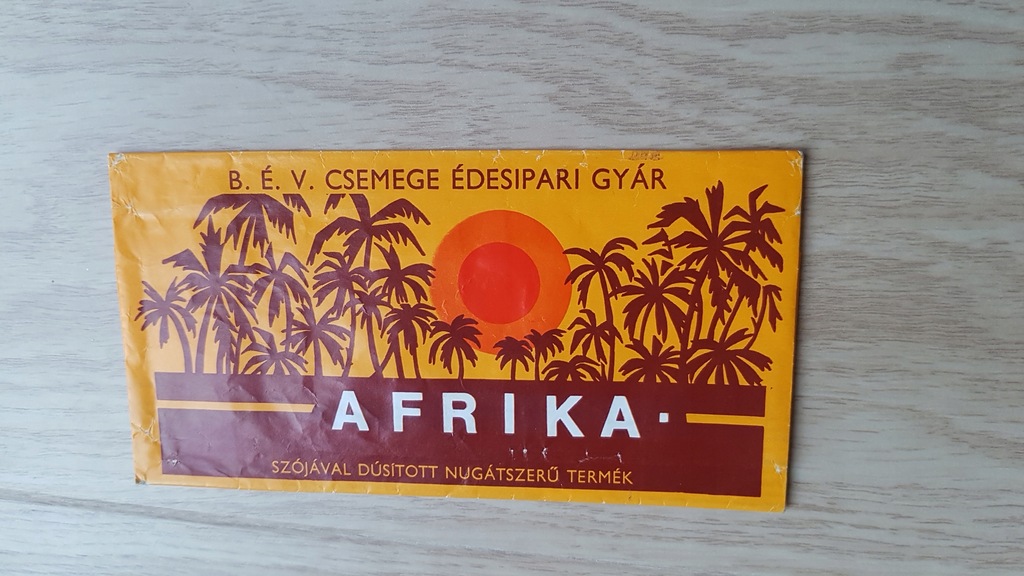 B. É. V. CSEMEGE ÉDESIPARI GYÁR
AFRIKA·
SZÓJÁVAL DÚSÍTOTT NUGÁTSZERŰ TERMÉK